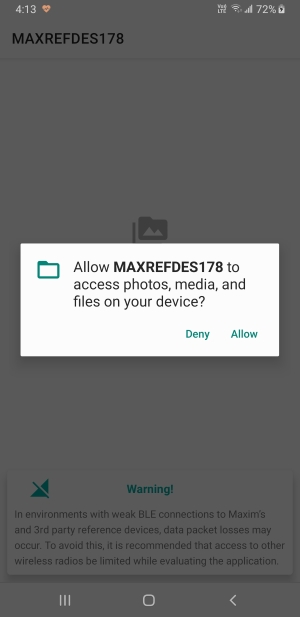 4:13
Vo) LTE 72%
MAXREFDES178
Allow MAXREFDES178 to
access photos, media, and
files on your device?
Deny Allow
Warning!
In environments with weak BLE connections to Maxim's
and 3rd party reference devices, data packet losses may
occur. To avoid this, it is recommended that access to other
wireless radios be limited while evaluating the application.